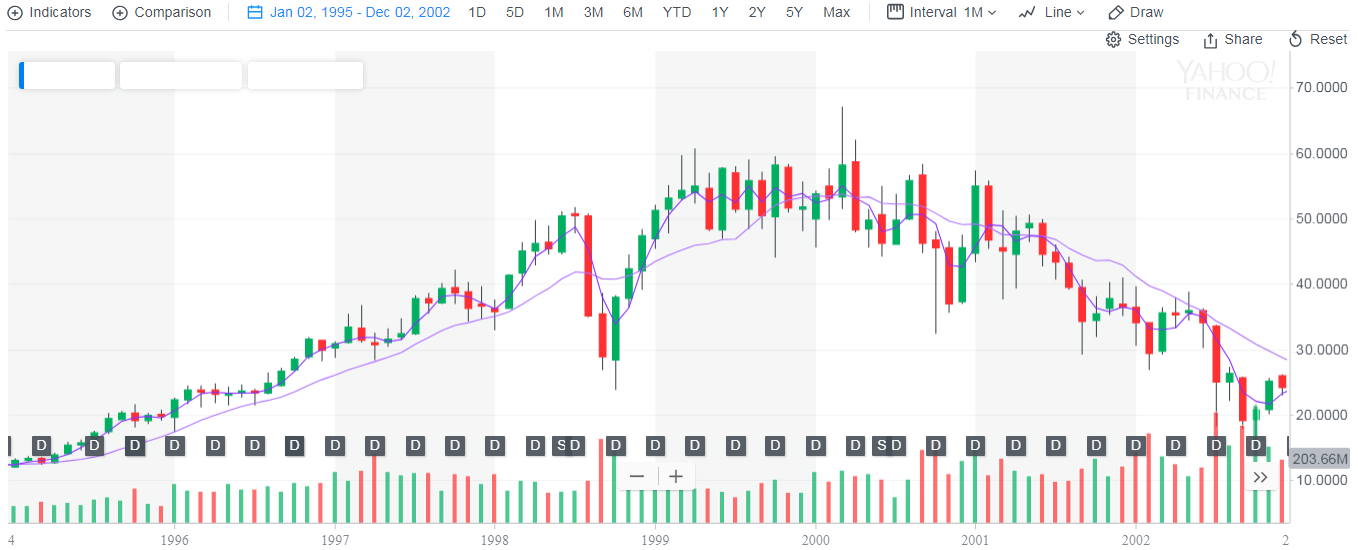 Indicators Comparison Jan 02, 1995 - Dec 02, 2002 1D 5D 1M 3M 6M YTD 1Y 2Y 5Y Max Interval 1M Line Draw
Settings Share Reset
YAHOO!
FINANCE
70.0000
60.0000
50.0000
40.0000
30.0000
20.0000
D D D D D D D D D D D D D D S D D D D D D D D S D D D D D D D D D D
203.66M
10.0000
4 1996 1997 1998 1999 2000 2001 2002 2